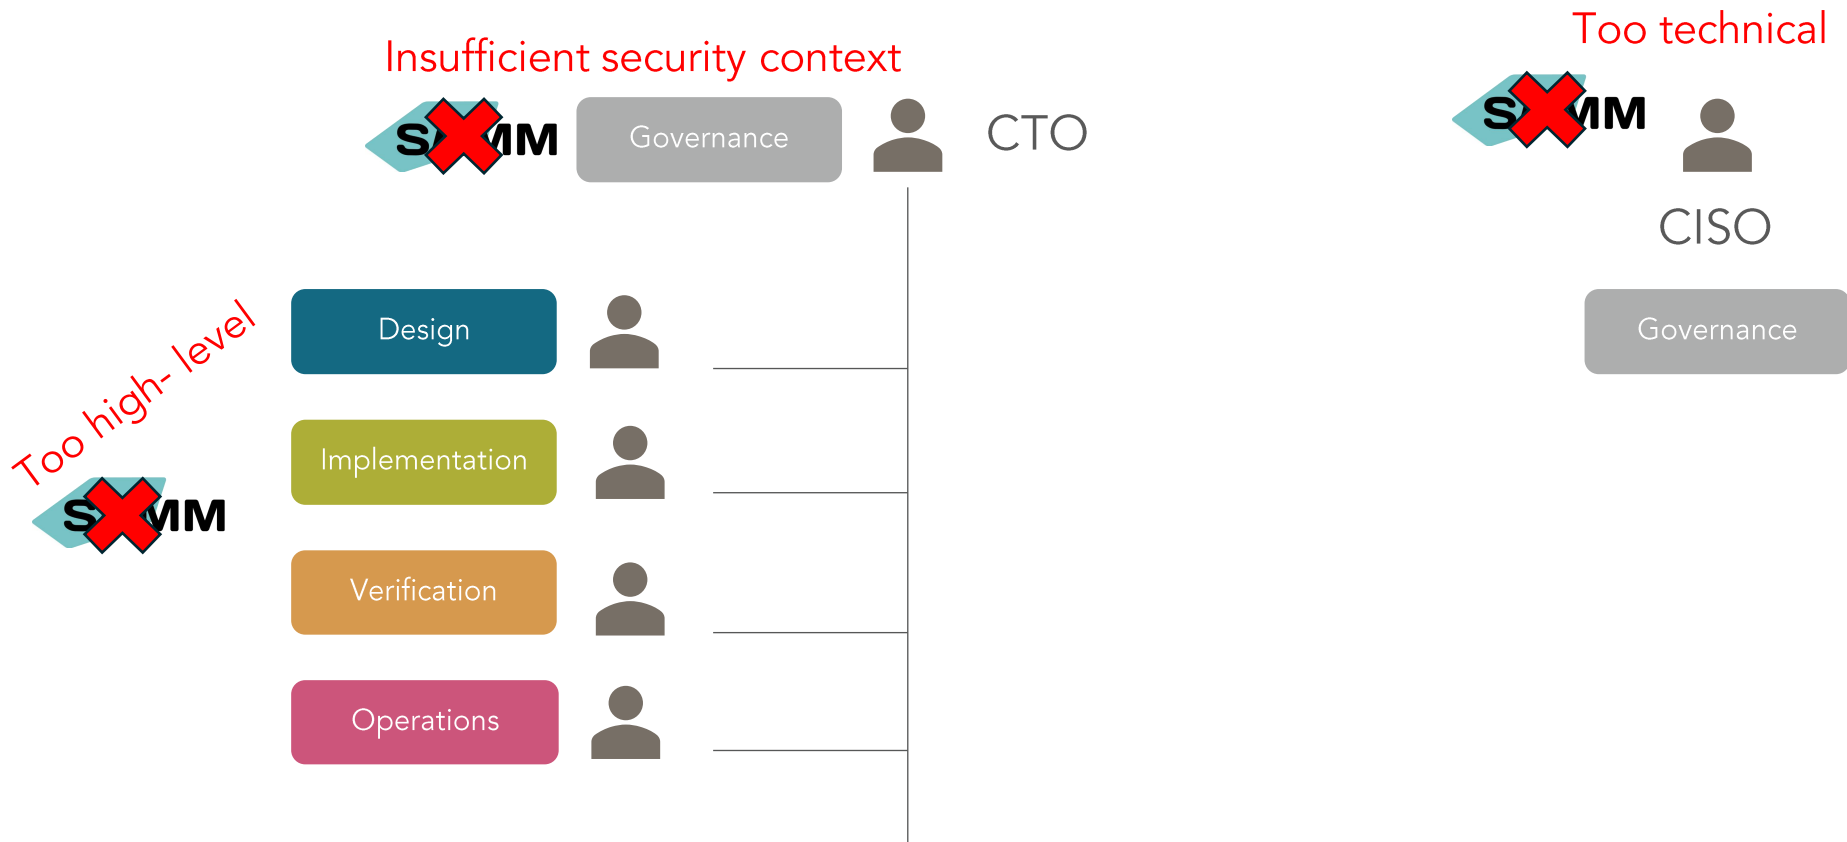 Too technical
Insufficient security context
Governance
CTO
CISO
Too high- level
Design
Governance
Implementation
Verification
Operations